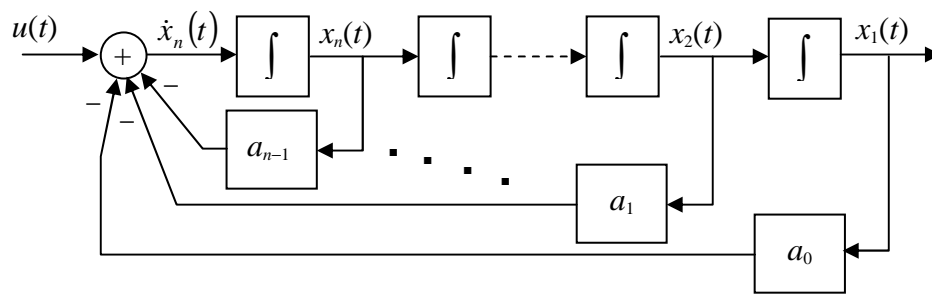 u(t)
+
ẋₙ(t)
∫
xₙ(t)
∫
∫
x₂(t)
∫
x₁(t)
−
−
−
aₙ₋₁
a₁
a₀